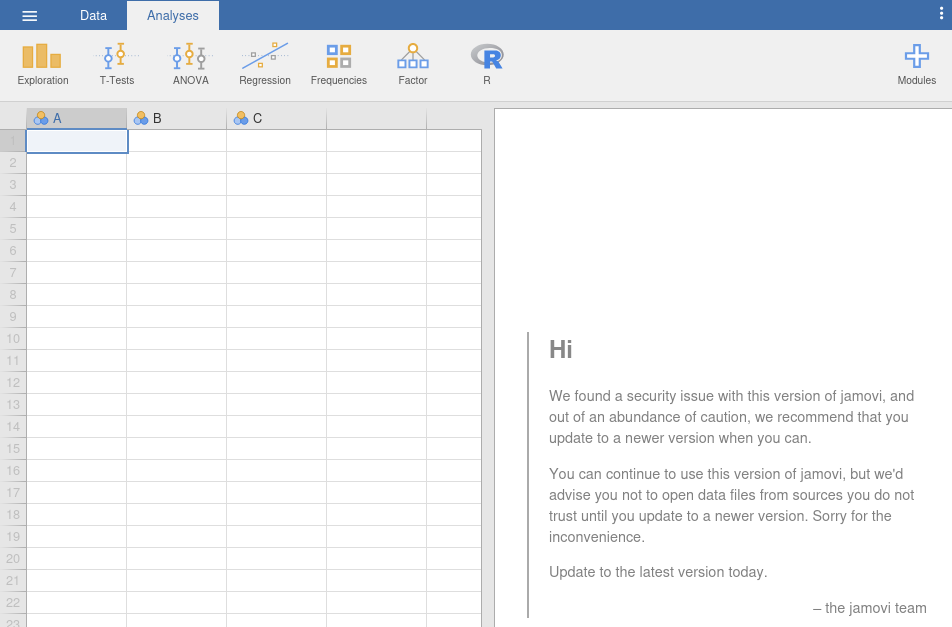 Data Analyses
Exploration T-Tests ANOVA Regression Frequencies Factor R Modules
A B C
1
2
3
4
5
6
7
8
9
10
11
12
13
14
15
16
17
18
19
20
21
22
23
Hi
We found a security issue with this version of jamovi, and
out of an abundance of caution, we recommend that you
update to a newer version when you can.
You can continue to use this version of jamovi, but we'd
advise you not to open data files from sources you do not
trust until you update to a newer version. Sorry for the
inconvenience.
Update to the latest version today.
– the jamovi team